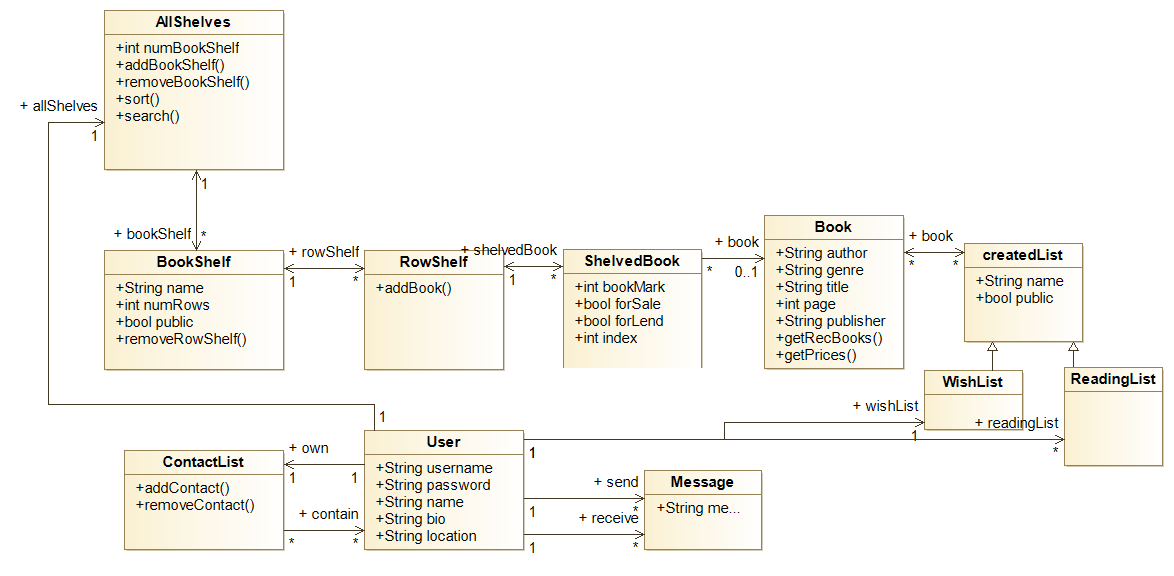 AllShelves
+int numBookShelf
+addBookShelf()
+removeBookShelf()
+sort()
+search()
+ allShelves
1
1
+ bookShelf
*
BookShelf
+String name
+int numRows
+bool public
+removeRowShelf()
+ rowShelf
1
*
RowShelf
+addBook()
+ shelvedBook
1
*
ShelvedBook
+int bookMark
+bool forSale
+bool forLend
+int index
+ book
*
0..1
Book
+String author
+String genre
+String title
+int page
+String publisher
+getRecBooks()
+getPrices()
+ book
*
*
createdList
+String name
+bool public
WishList
ReadingList
+ wishList
1
+ readingList
*
1
1
User
+String username
+String password
+String name
+String bio
+String location
+ own
1
1
ContactList
+addContact()
+removeContact()
+ contain
*
*
+ send
1
*
+ receive
1
*
Message
+String me...